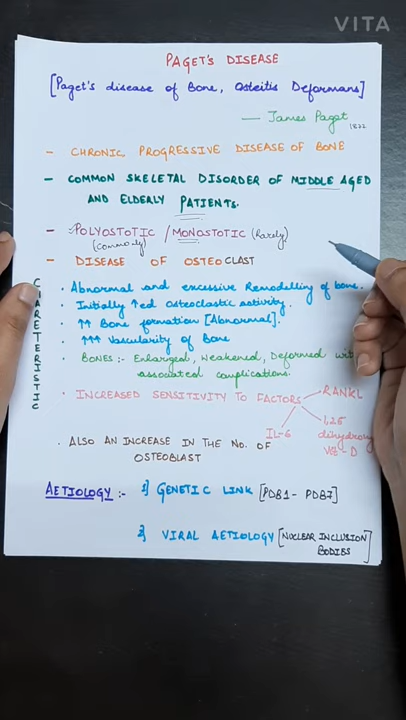 VITA
PAGET'S DISEASE
[Paget's disease of Bone, Osteitis Deformans]
— James Paget
1877
- CHRONIC PROGRESSIVE DISEASE OF BONE
- COMMON SKELETAL DISORDER OF MIDDLE AGED
AND ELDERLY PATIENTS.
- POLYOSTOTIC / MONOSTOTIC (Rarely)
(commonly)
- DISEASE OF OSTEOCLAST
CHARETERISTIC
• Abnormal and excessive Remodelling of bone.
• Initially ↑ed Osteoclastic activity.
• ↑↑ Bone formation [Abnormal].
• ↑↑↑ Vascularity of Bone
• BONES :- Enlarged, Weakened, Deformed with
associated complications.
• INCREASED SENSITIVITY TO FACTORS
RANKL
IL-6
1,25
dihydroxy
Vit-D
• ALSO AN INCREASE IN THE NO. OF
OSTEOBLAST
AETIOLOGY :- 1) GENETIC LINK [PDB1 - PDB7]
2) VIRAL AETIOLOGY [NUCLEAR INCLUSION
BODIES]